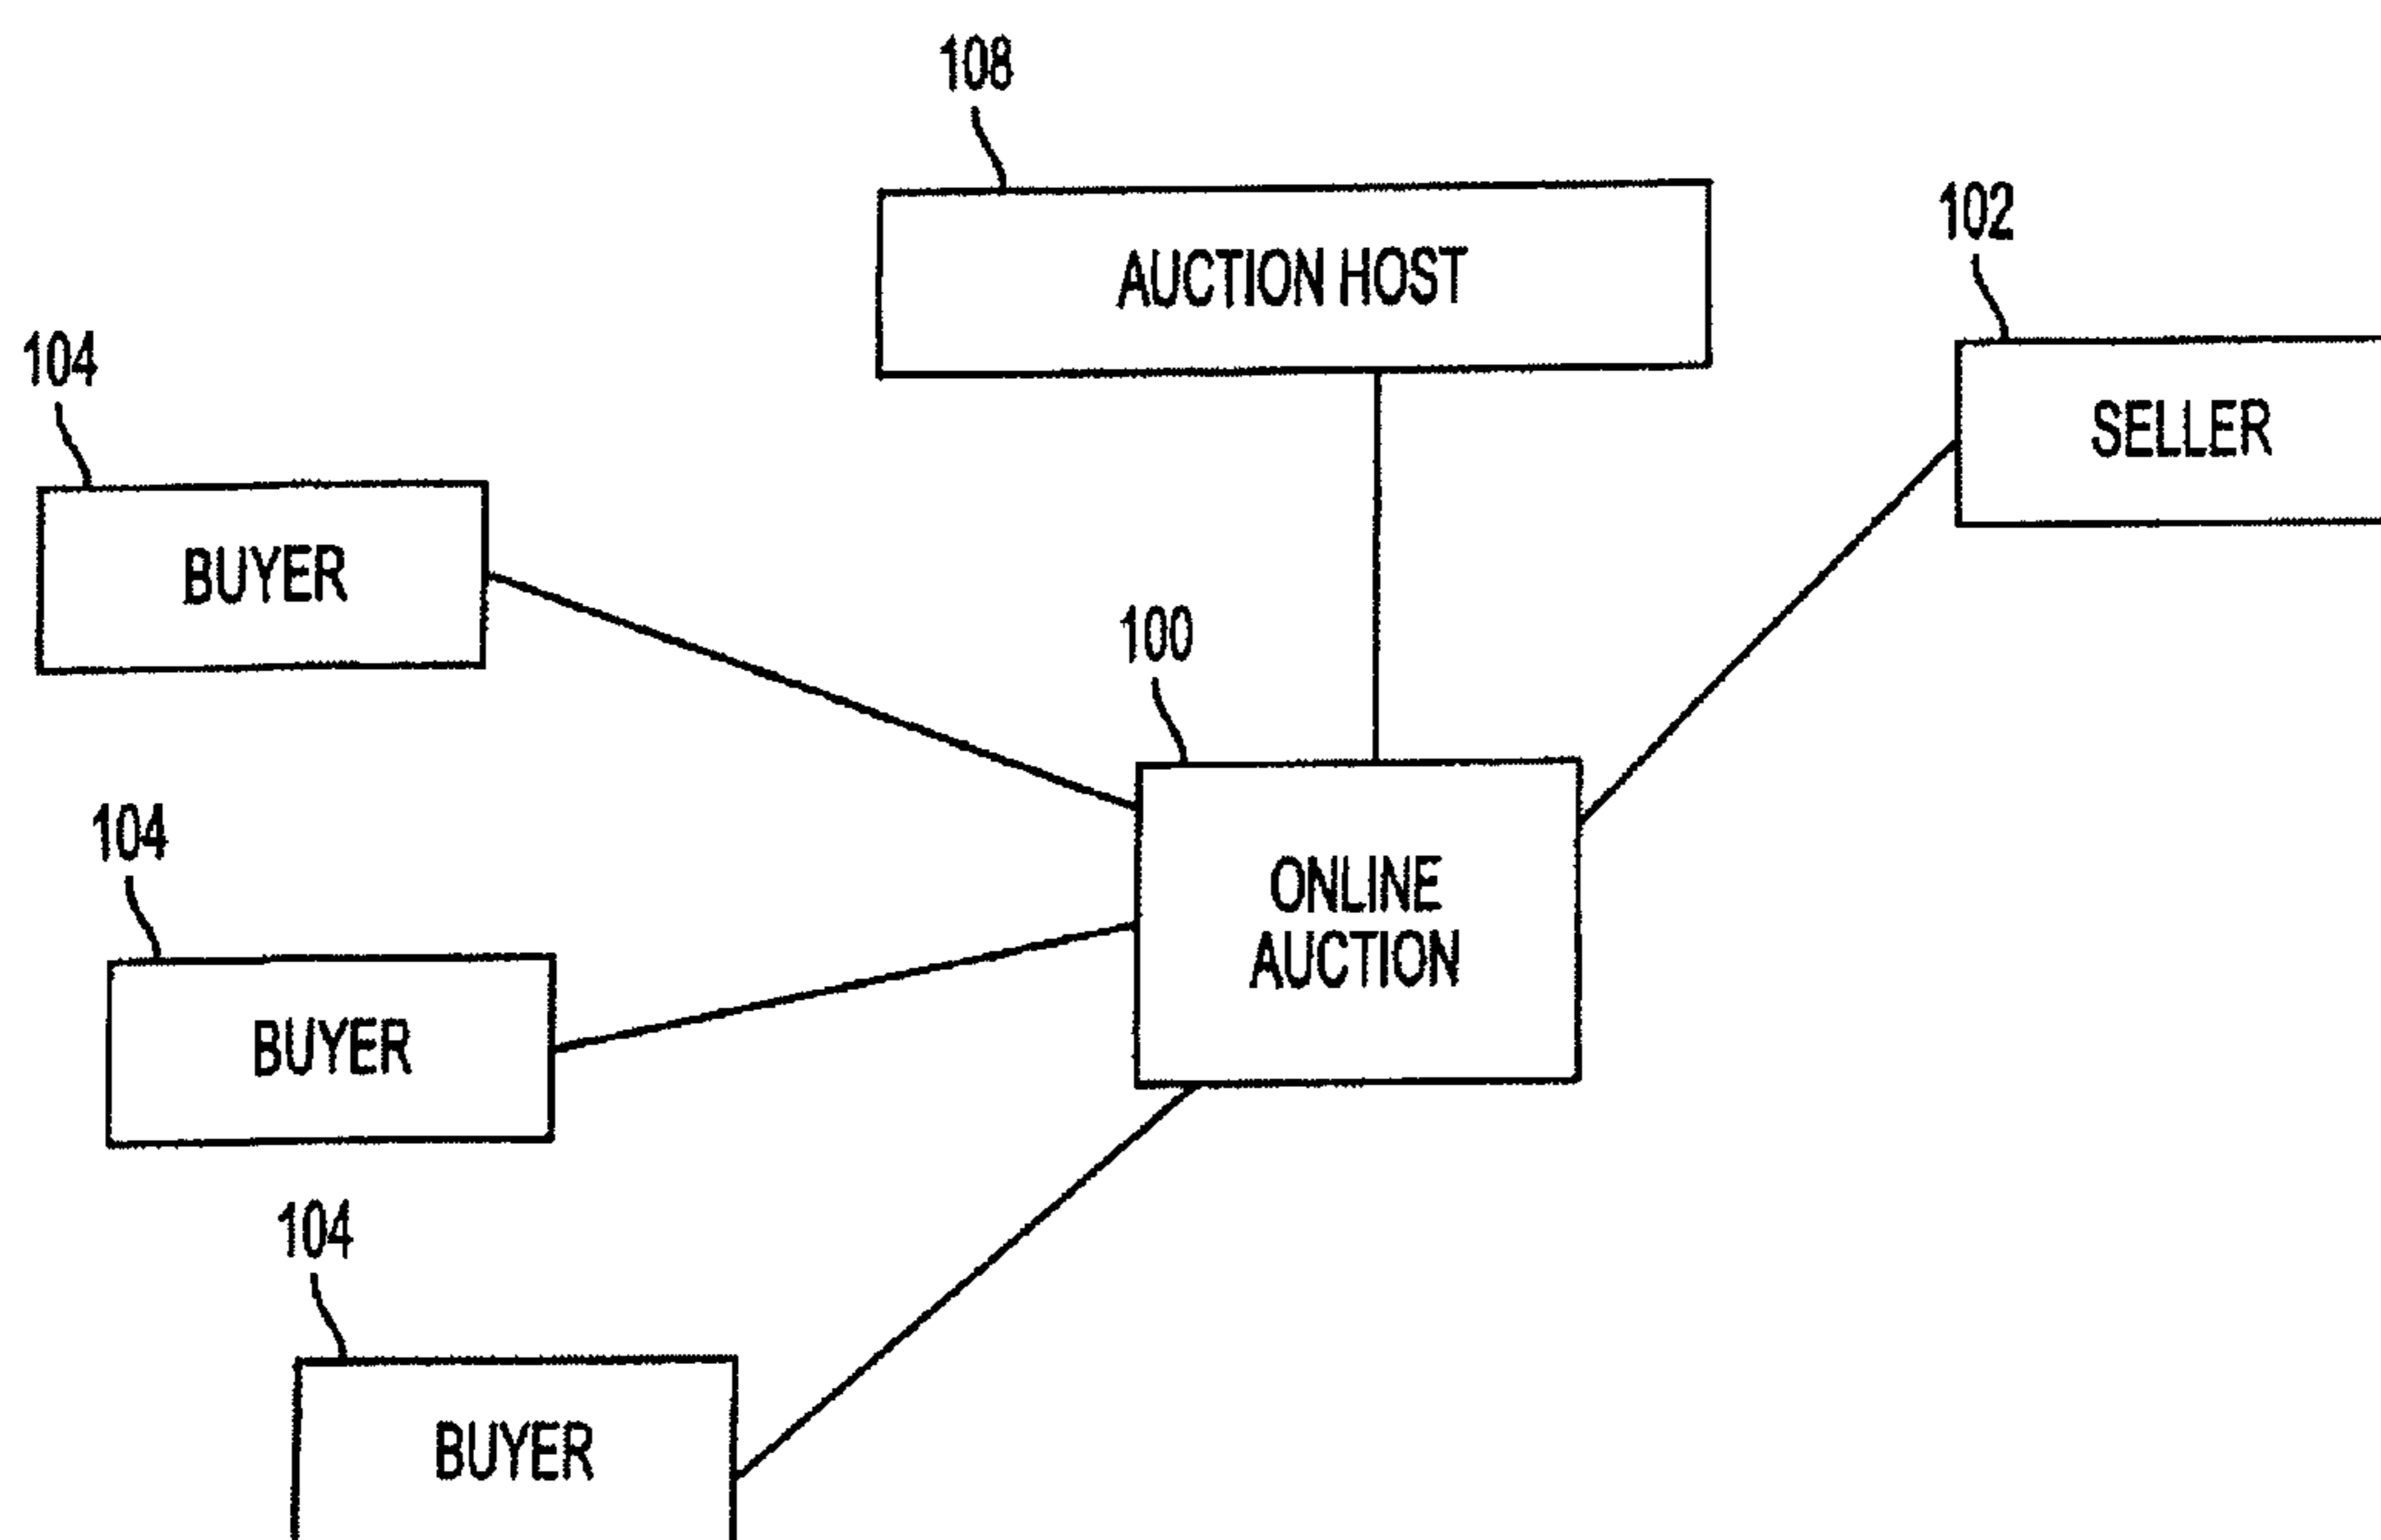 108
AUCTION HOST
102
SELLER
104
BUYER
100
ONLINE
AUCTION
104
BUYER
104
BUYER